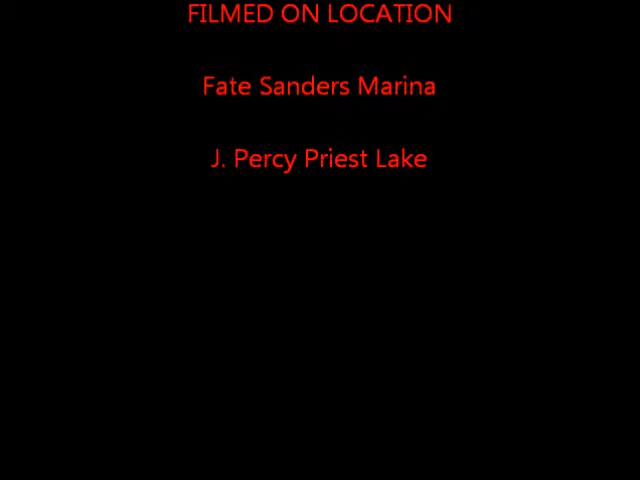 FILMED ON LOCATION
Fate Sanders Marina
J. Percy Priest Lake